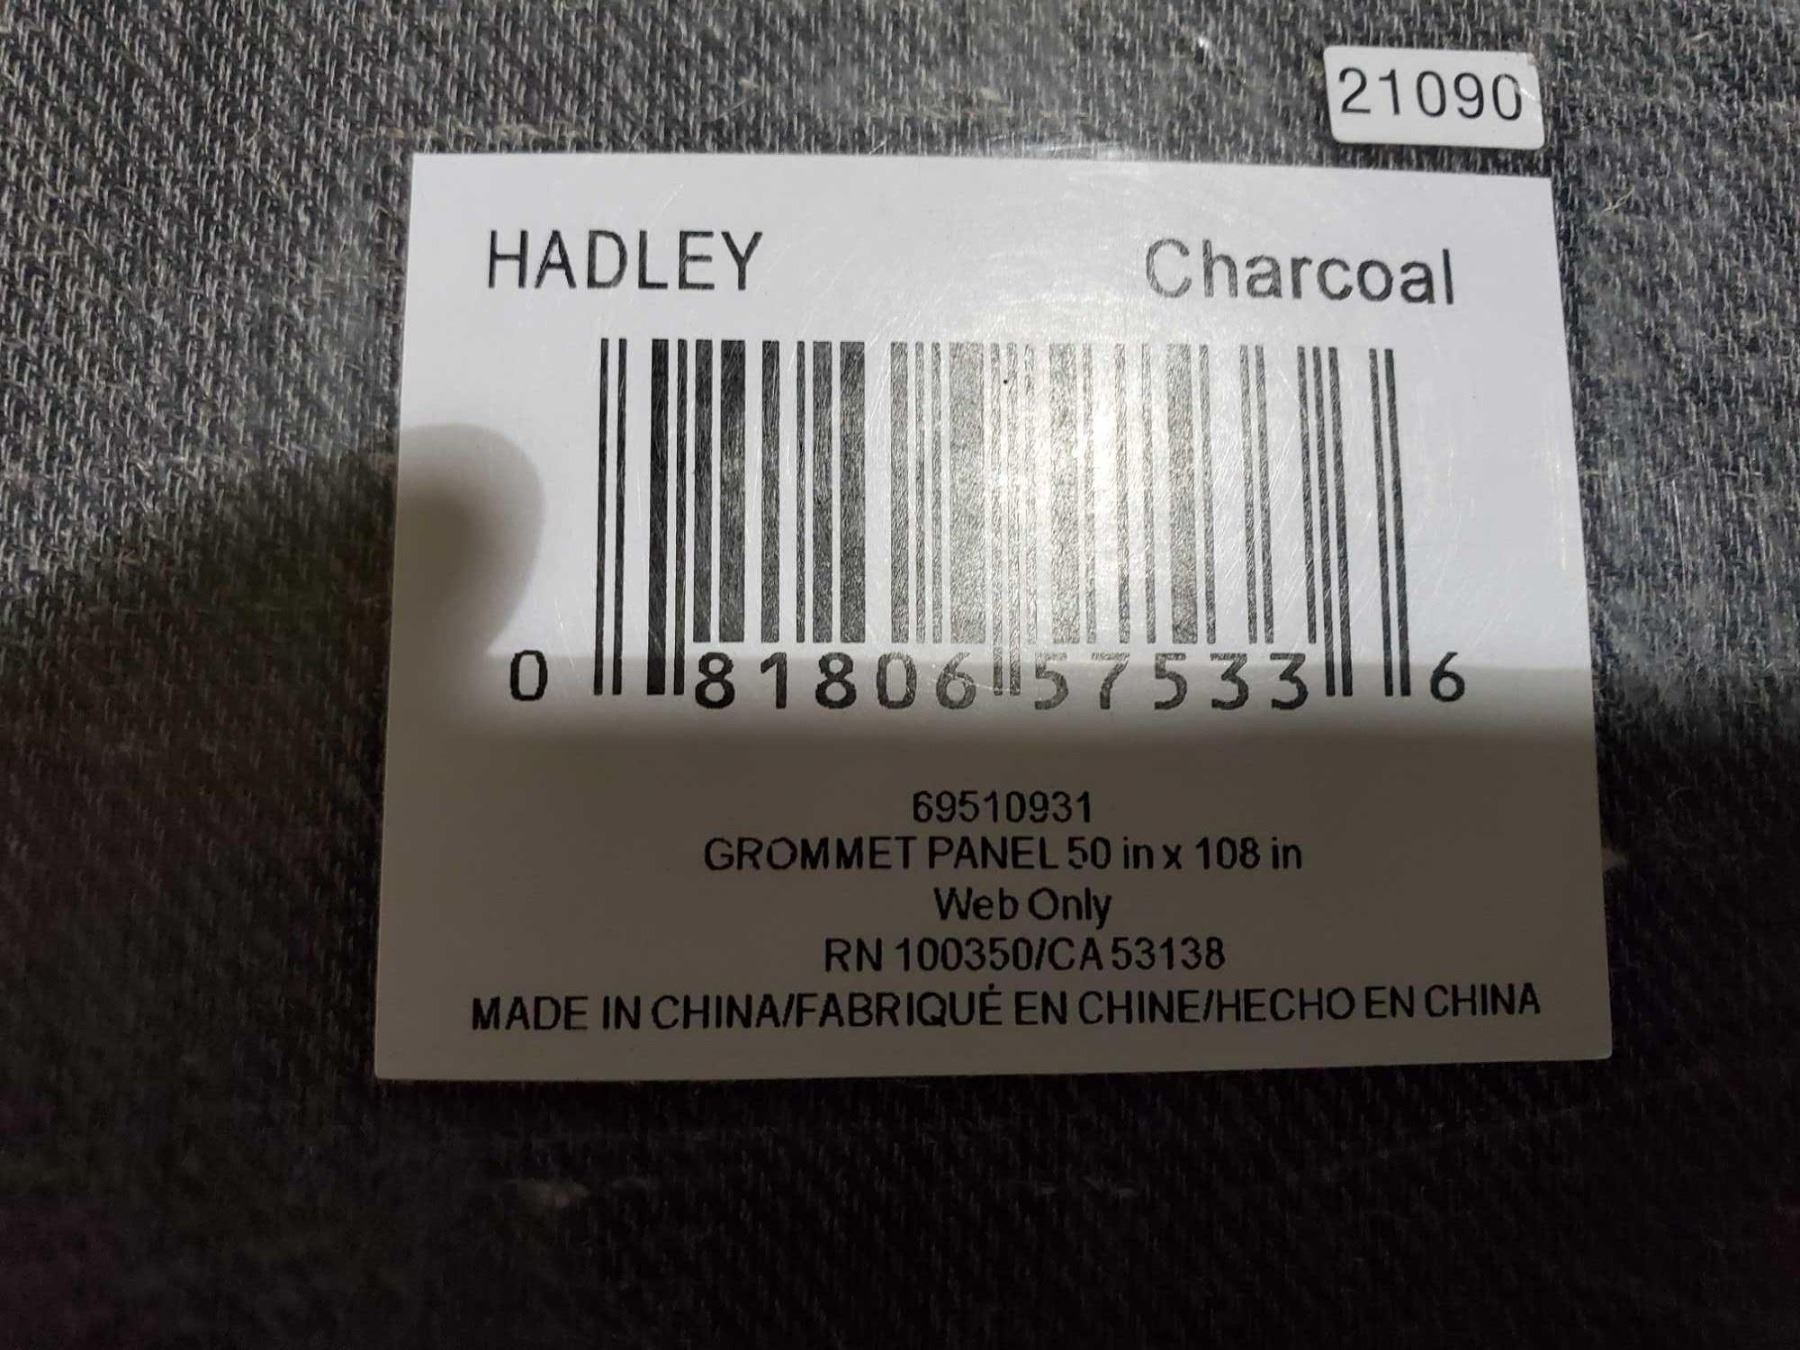 21090
HADLEY Charcoal
0 81806 57533 6
69510931
GROMMET PANEL 50 in x 108 in
Web Only
RN 100350/CA 53138
MADE IN CHINA/FABRIQUÉ EN CHINE/HECHO EN CHINA